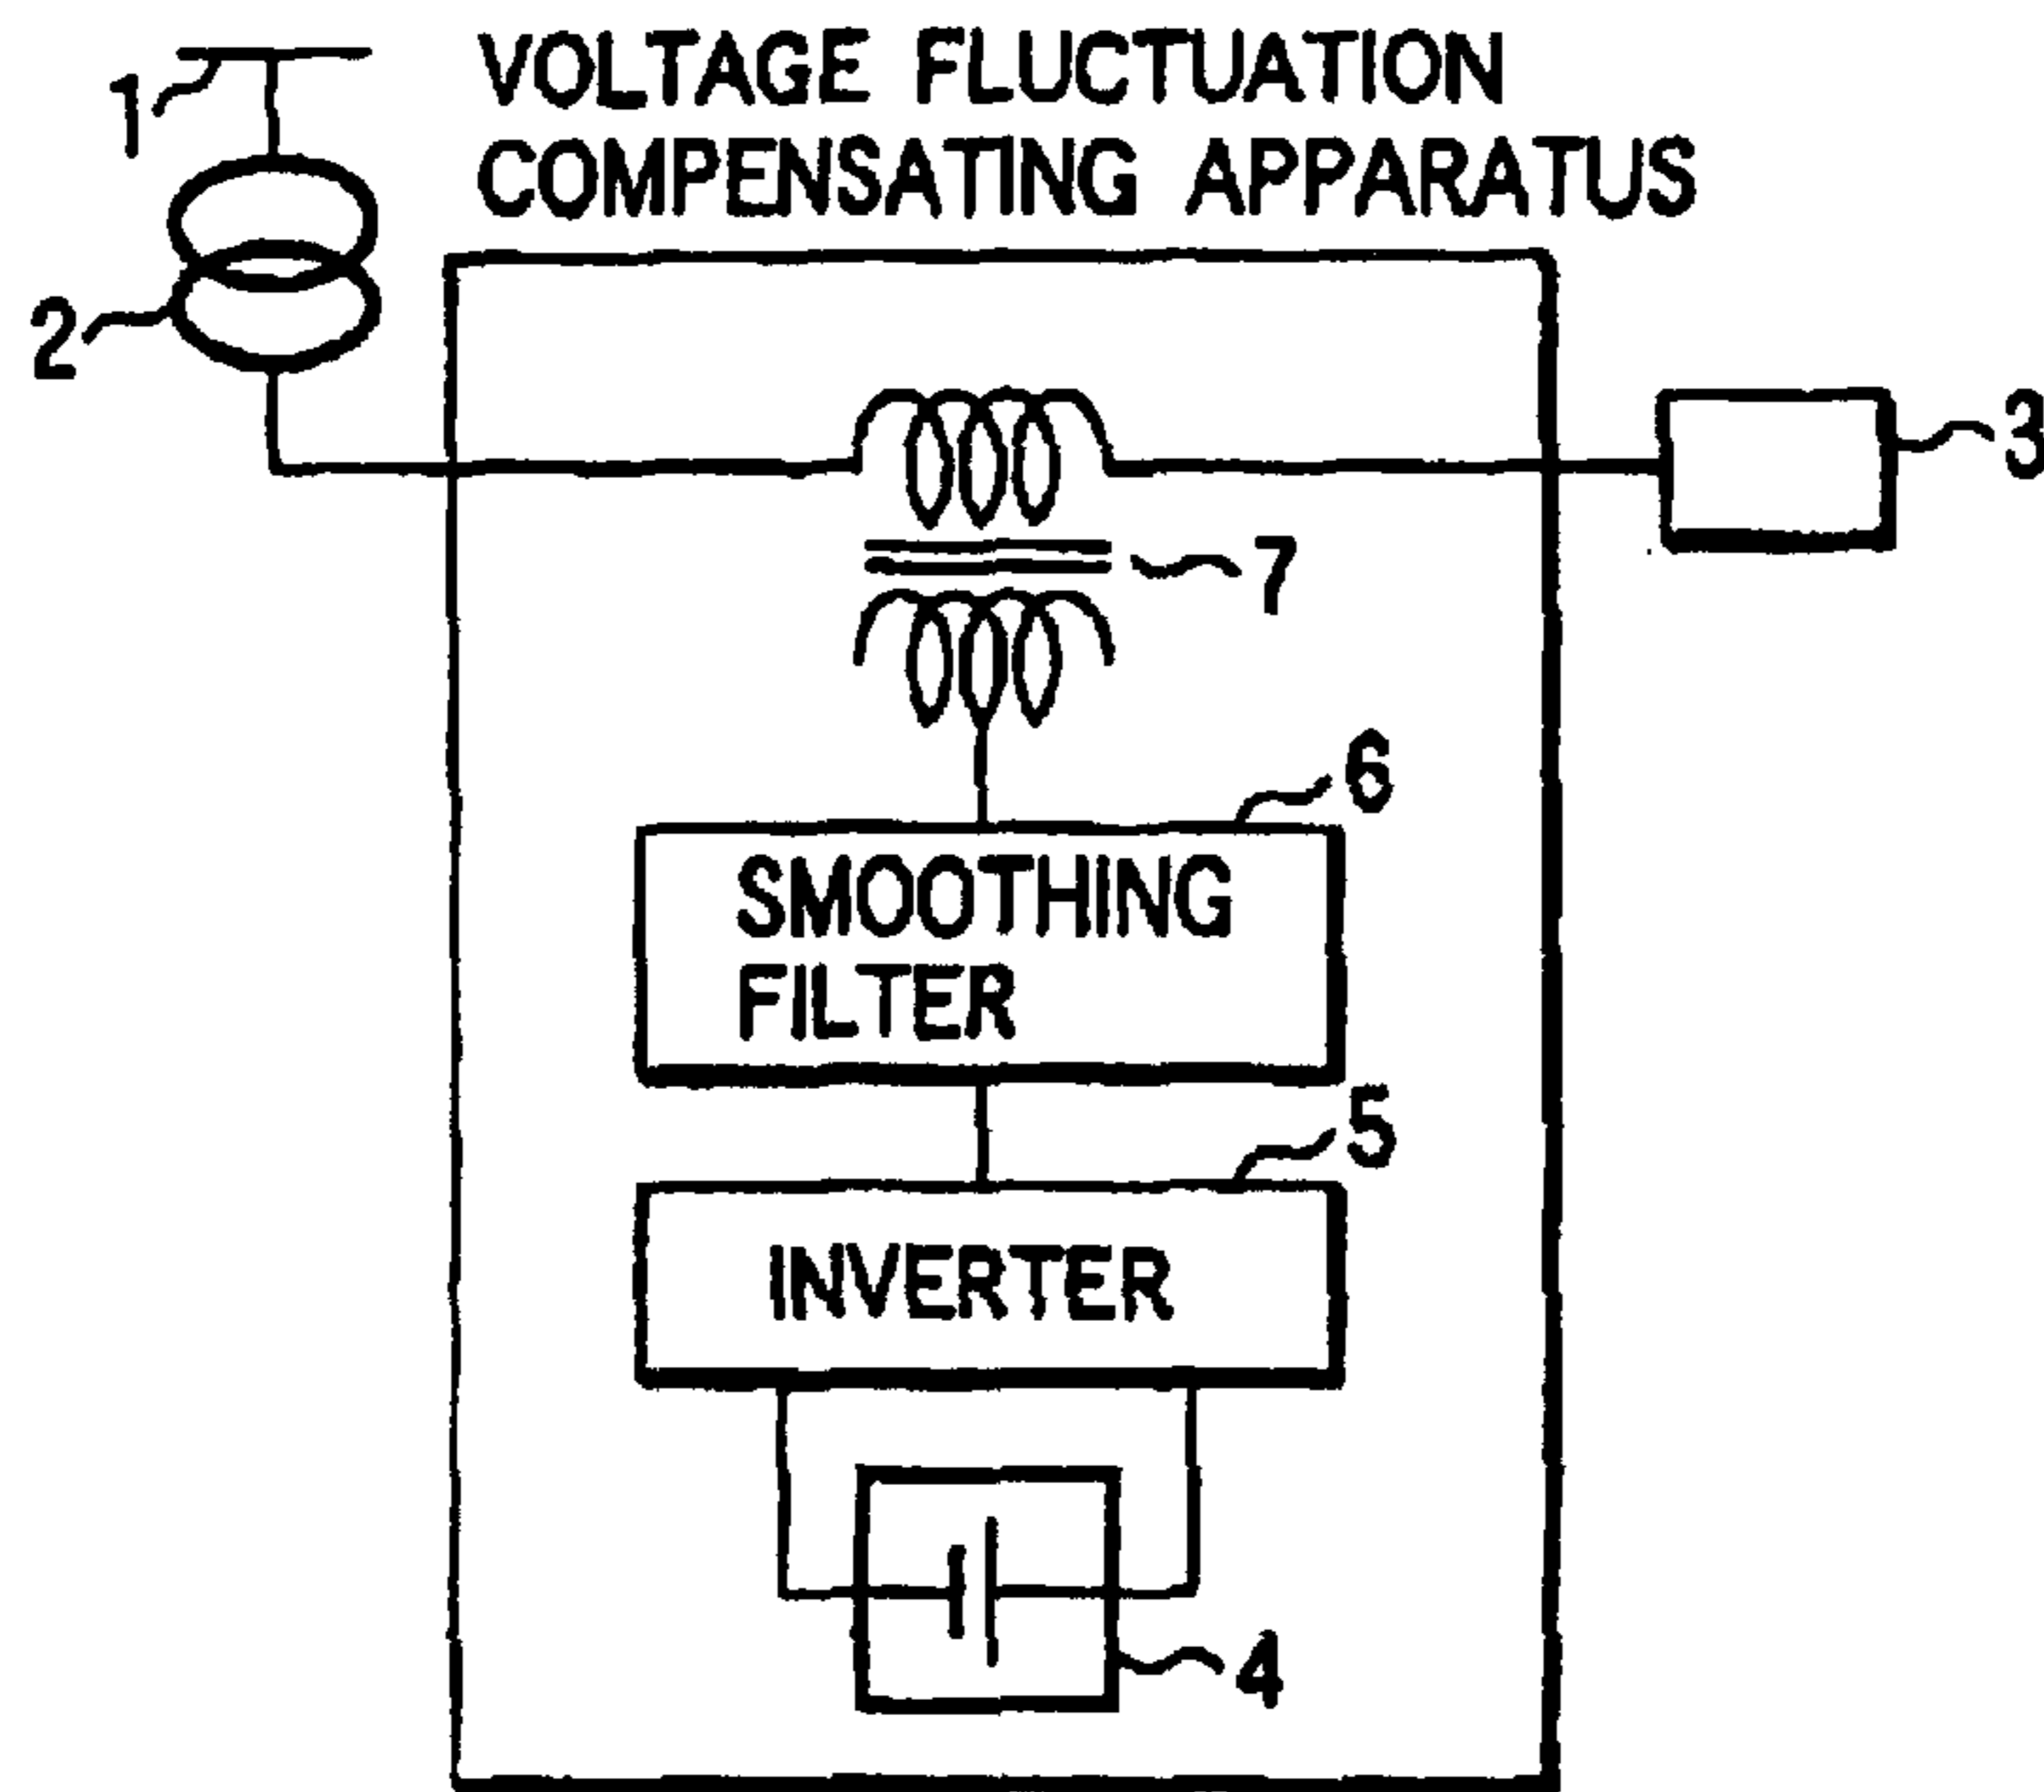 VOLTAGE FLUCTUATION
COMPENSATING APPARATUS
1
2
3
7
6
SMOOTHING
FILTER
5
INVERTER
4